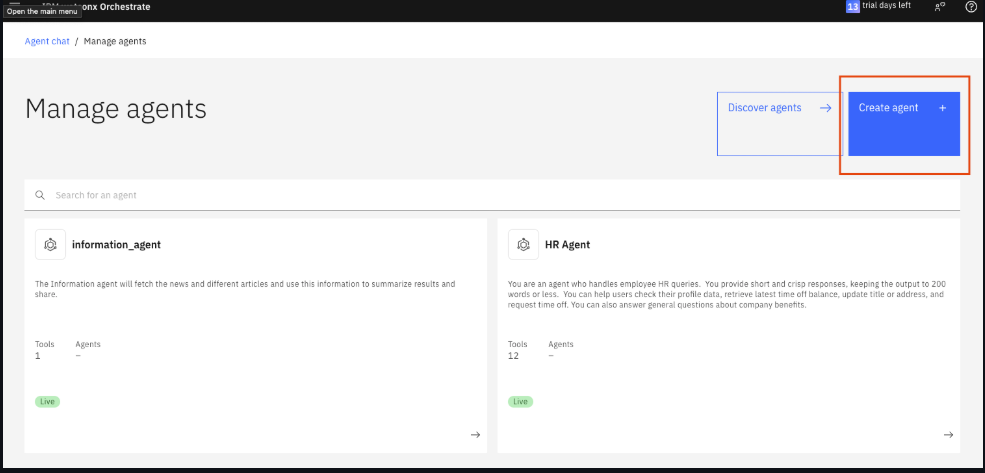 Open the main menu
Orchestrate
13 trial days left
Agent chat / Manage agents
Manage agents
Discover agents
Create agent +
Search for an agent
information_agent
The Information agent will fetch the news and different articles and use this information to summarize results and
share.
Tools Agents
1 –
Live
HR Agent
You are an agent who handles employee HR queries. You provide short and crisp responses, keeping the output to 200
words or less. You can help users check their profile data, retrieve latest time off balance, update title or address, and
request time off. You can also answer general questions about company benefits.
Tools Agents
12 –
Live